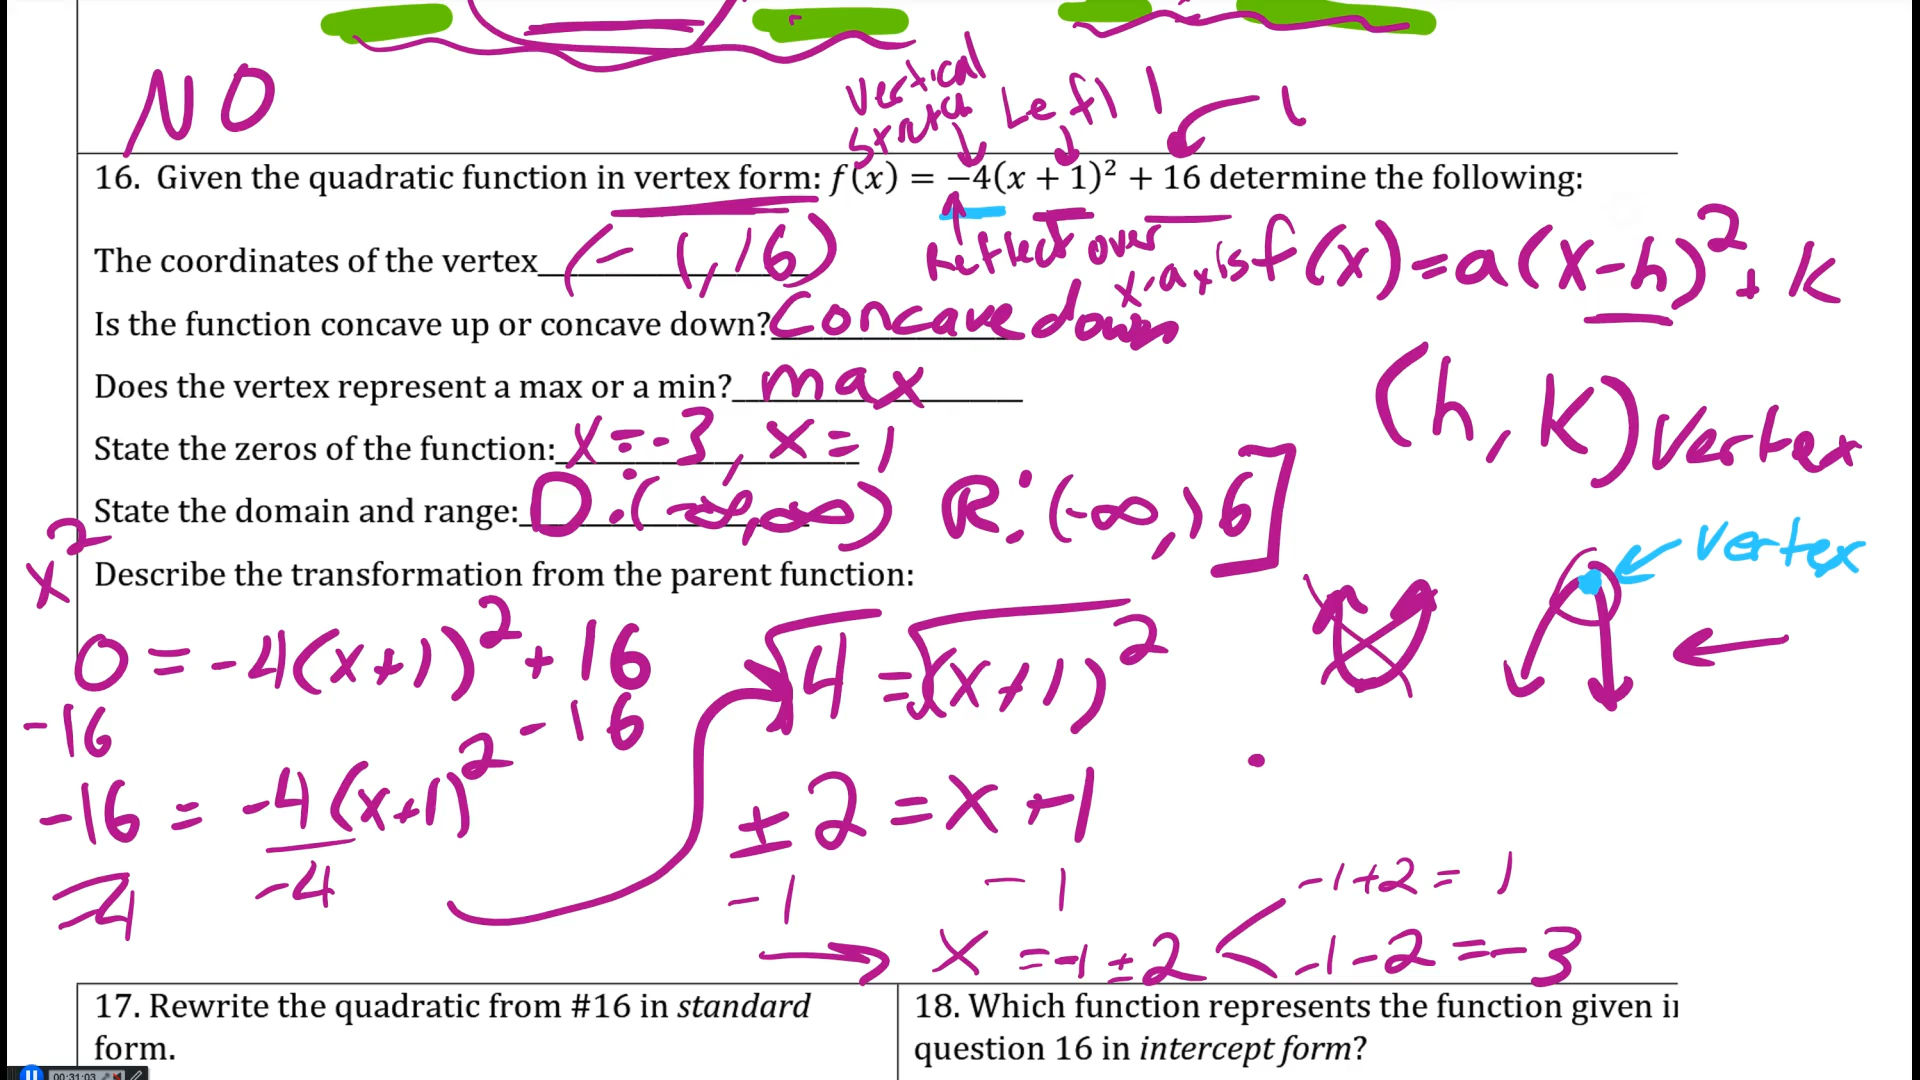 NO
Vertical
stretch
Left 1
16. Given the quadratic function in vertex form: f(x) = −4(x + 1)² + 16 determine the following:
The coordinates of the vertex (-1, 16)
Reflect over
x-axis
f(x) = a(x-h)² + k
Is the function concave up or concave down? Concave down
Does the vertex represent a max or a min? max
(h, k) vertex
State the zeros of the function: x = -3, x = 1
State the domain and range: D: (-∞, ∞) R: (-∞, 16]
vertex
x²
Describe the transformation from the parent function:
0 = -4(x+1)² + 16
-16 -16
-16 = -4(x+1)²
-4 -4
√4 = √(x+1)²
±2 = x+1
-1 -1
x = -1 ± 2
-1+2 = 1
-1-2 = -3
17. Rewrite the quadratic from #16 in standard
form.
18. Which function represents the function given
question 16 in intercept form?
00:31:03